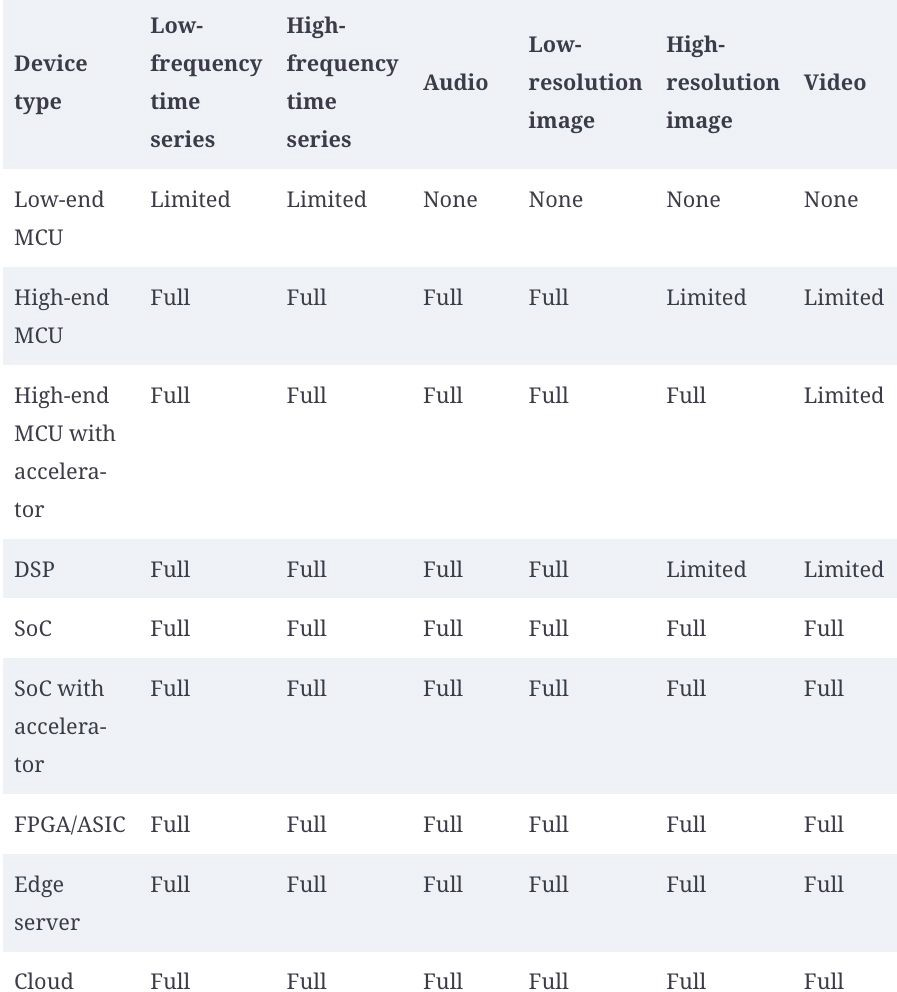 Device type | Low-frequency time series | High-frequency time series | Audio | Low-resolution image | High-resolution image | Video
Low-end MCU | Limited | Limited | None | None | None | None
High-end MCU | Full | Full | Full | Full | Limited | Limited
High-end MCU with accelera-tor | Full | Full | Full | Full | Full | Limited
DSP | Full | Full | Full | Full | Limited | Limited
SoC | Full | Full | Full | Full | Full | Full
SoC with accelera-tor | Full | Full | Full | Full | Full | Full
FPGA/ASIC | Full | Full | Full | Full | Full | Full
Edge server | Full | Full | Full | Full | Full | Full
Cloud | Full | Full | Full | Full | Full | Full